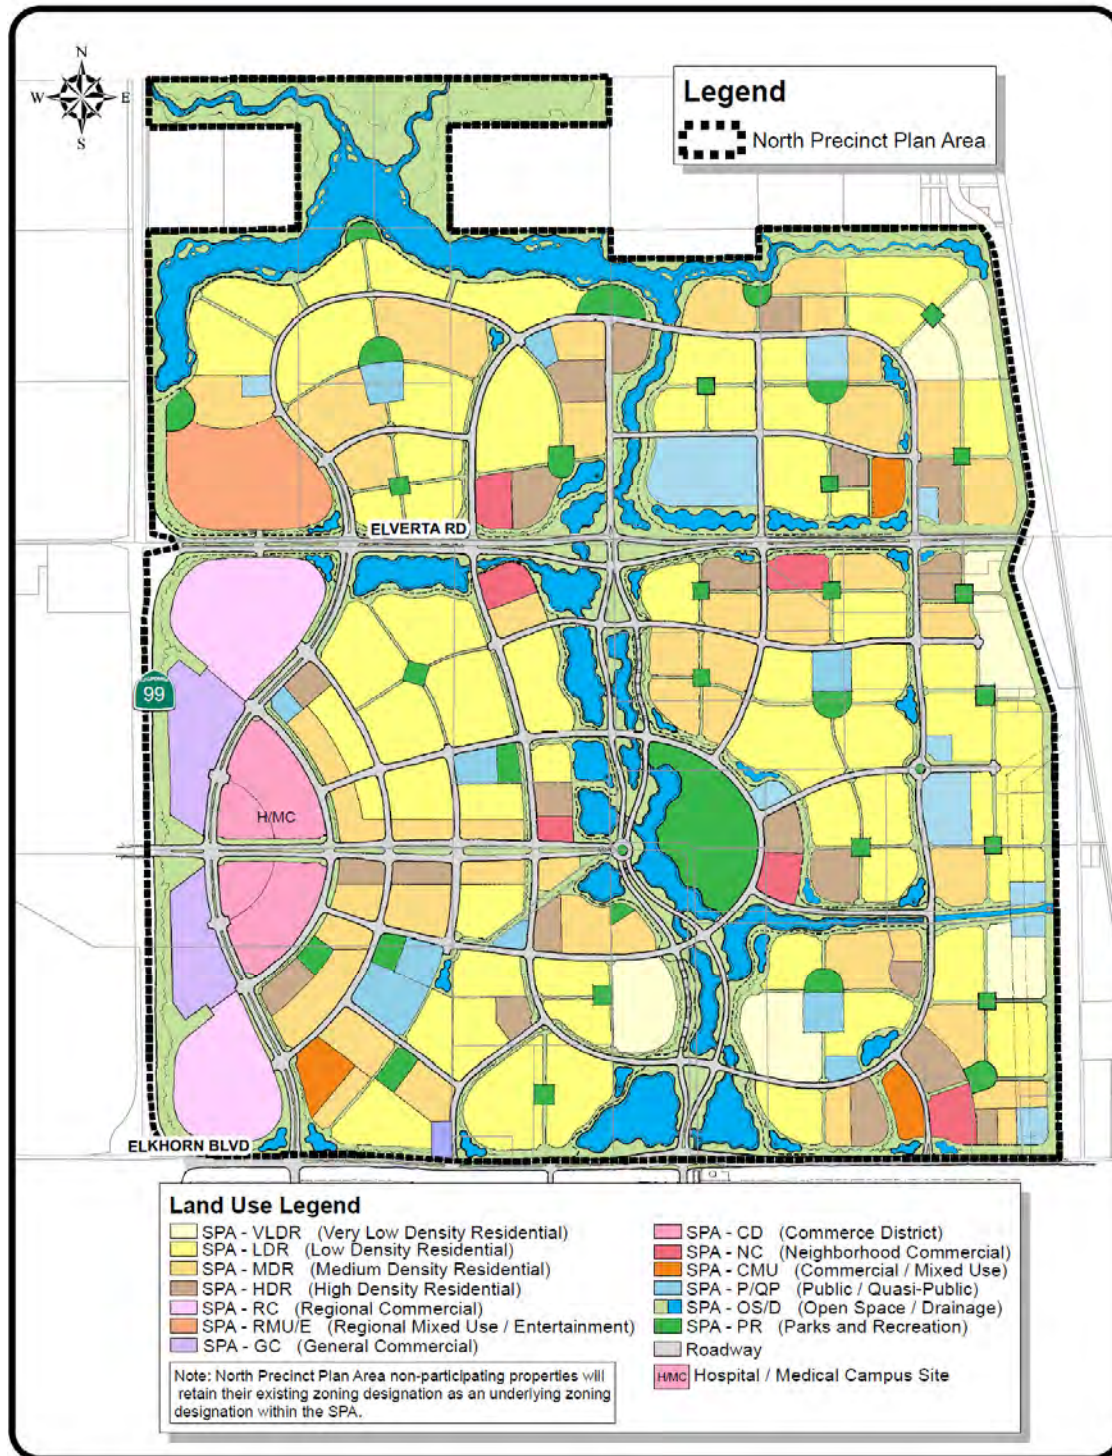 N
W E
S
Legend
North Precinct Plan Area
ELVERTA RD
99
H/MC
ELKHORN BLVD
Land Use Legend
SPA - VLDR (Very Low Density Residential)
SPA - LDR (Low Density Residential)
SPA - MDR (Medium Density Residential)
SPA - HDR (High Density Residential)
SPA - RC (Regional Commercial)
SPA - RMU/E (Regional Mixed Use / Entertainment)
SPA - GC (General Commercial)
Note: North Precinct Plan Area non-participating properties will
retain their existing zoning designation as an underlying zoning
designation within the SPA.
SPA - CD (Commerce District)
SPA - NC (Neighborhood Commercial)
SPA - CMU (Commercial / Mixed Use)
SPA - P/QP (Public / Quasi-Public)
SPA - OS/D (Open Space / Drainage)
SPA - PR (Parks and Recreation)
Roadway
H/MC Hospital / Medical Campus Site